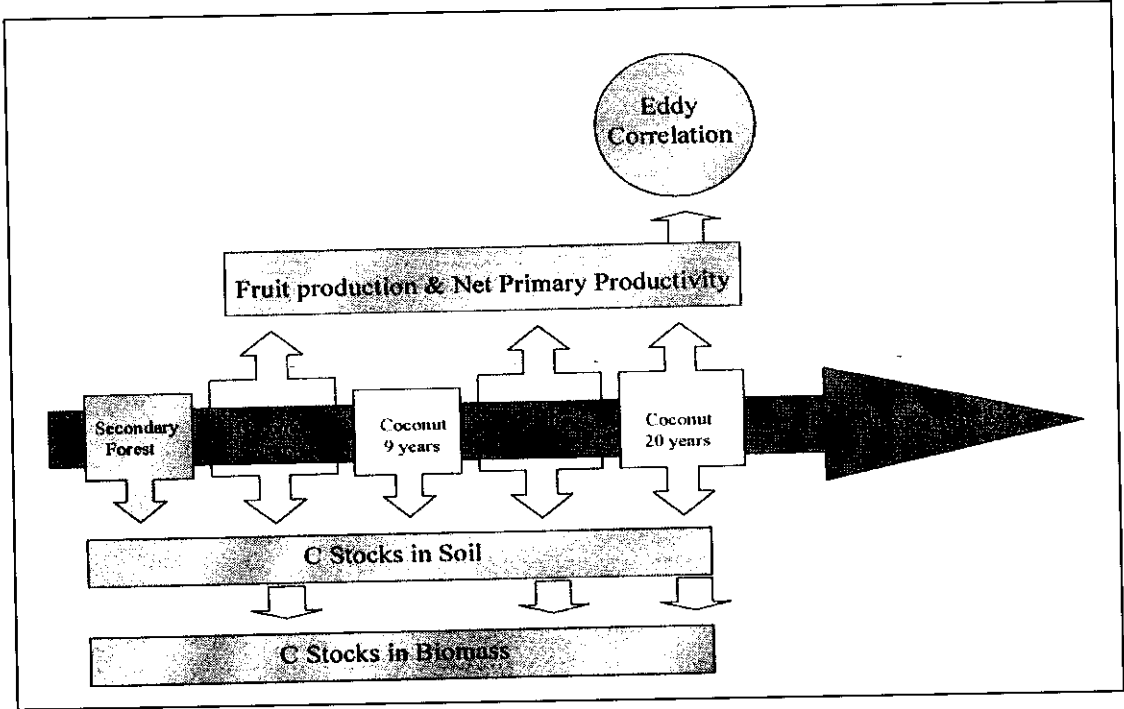 Eddy
Correlation
Fruit production & Net Primary Productivity
Secondary
Forest
Coconut
9 years
Coconut
20 years
C Stocks in Soil
C Stocks in Biomass